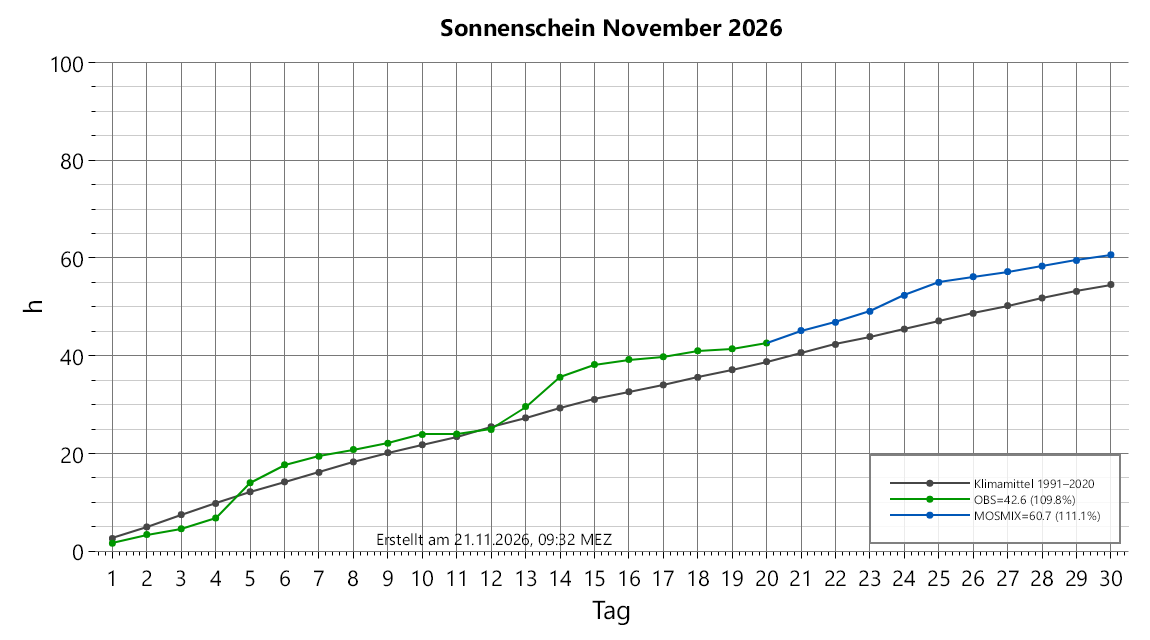 Sonnenschein November 2026
100
80
60
40
20
0
h
Klimamittel 1991–2020
OBS=42.6 (109.8%)
MOSMIX=60.7 (111.1%)
Erstellt am 21.11.2026, 09:32 MEZ
1 2 3 4 5 6 7 8 9 10 11 12 13 14 15 16 17 18 19 20 21 22 23 24 25 26 27 28 29 30
Tag